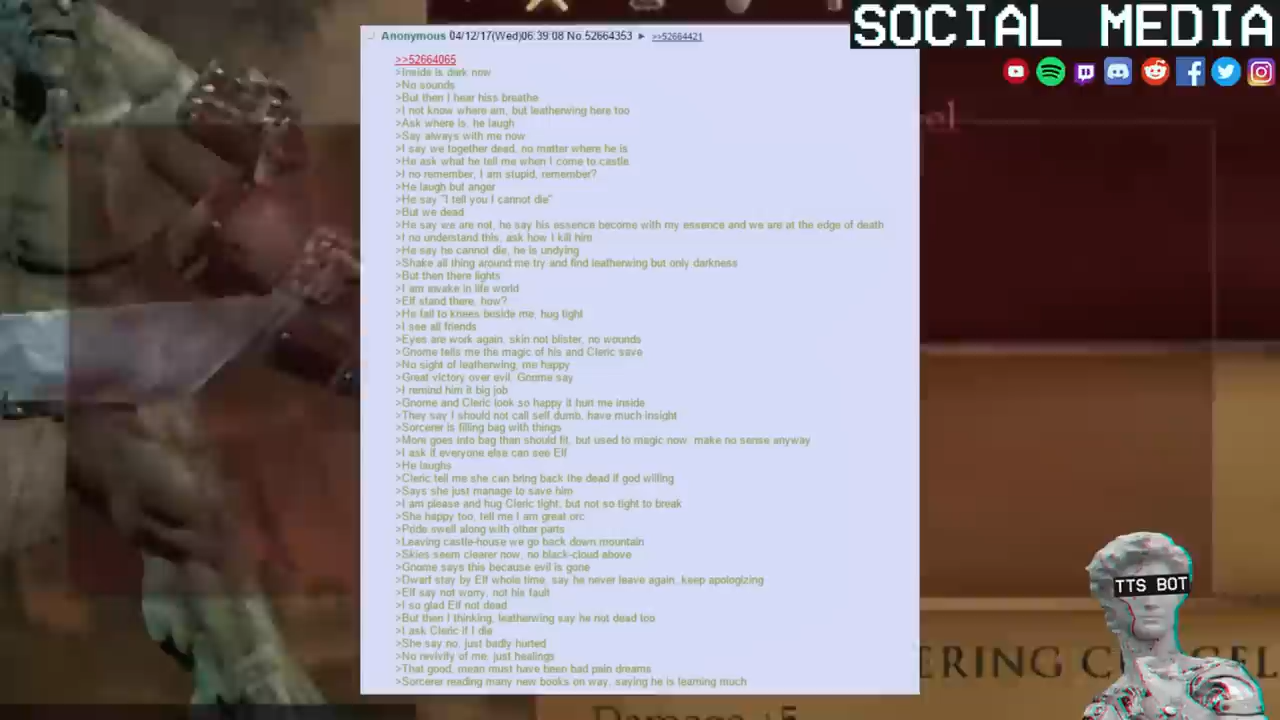 SOCIAL MEDIA
Anonymous 04/12/17(Wed)06:39:08 No.52664353 ▶ >>52664421
>>52664065
>Inside is dark now
>No sounds
>But then I hear hiss breathe
>I not know where am, but leatherwing here too
>Ask where is, he laugh
>Say always with me now
>I say we together dead, no matter where he is
>He ask what he tell me when I come to castle
>I no remember, I am stupid, remember?
>He laugh but anger
>He say "I tell you I cannot die"
>But we dead
>He say we are not, he say his essence become with my essence and we are at the edge of death
>I no understand this, ask how I kill him
>He say he cannot die, he is undying
>Shake all thing around me try and find leatherwing but only darkness
>But then there lights
>I am awake in life world
>Elf stand there, how?
>He fall to knees beside me, hug tight
>I see all friends
>Eyes are work again, skin not blister, no wounds
>Gnome tells me the magic of his and Cleric save
>No sight of leatherwing, me happy
>Great victory over evil, Gnome say
>I remind him it big job
>Gnome and Cleric look so happy it hurt me inside
>They say I should not call self dumb, have much insight
>Sorcerer is filling bag with things
>More goes into bag than should fit, but used to magic now, make no sense anyway
>I ask if everyone else can see Elf
>He laughs
>Cleric tell me she can bring back the dead if god willing
>Says she just manage to save him
>I am please and hug Cleric tight, but not so tight to break
>She happy too, tell me I am great orc
>Pride swell along with other parts
>Leaving castle-house we go back down mountain
>Skies seem clearer now, no black-cloud above
>Gnome says this because evil is gone
>Dwarf stay by Elf whole time, say he never leave again, keep apologizing
>Elf say not worry, not his fault
>I so glad Elf not dead
>But then I thinking, leatherwing say he not dead too
>I ask Cleric if I die
>She say no, just badly hurted
>No revivify of me, just healings
>That good, mean must have been bad pain dreams
>Sorcerer reading many new books on way, saying he is learning much
TTS BOT
Damage +5